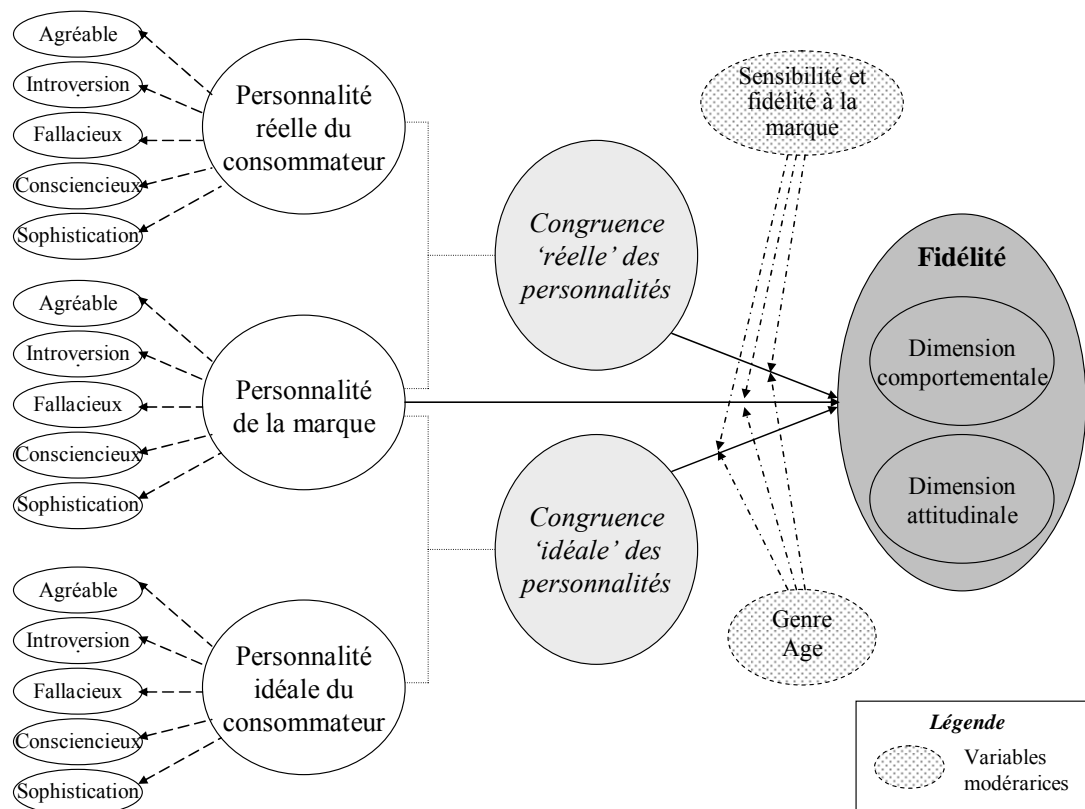 Agréable
Introversion
Fallacieux
Consciencieux
Sophistication
Personnalité
réelle du
consommateur
Agréable
Introversion
Fallacieux
Consciencieux
Sophistication
Personnalité
de la marque
Agréable
Introversion
Fallacieux
Consciencieux
Sophistication
Personnalité
idéale du
consommateur
Congruence
‘réelle’ des
personnalités
Congruence
‘idéale’ des
personnalités
Sensibilité et
fidélité à la
marque
Genre
Age
Fidélité
Dimension
comportementale
Dimension
attitudinale
Légende
Variables
modérarices